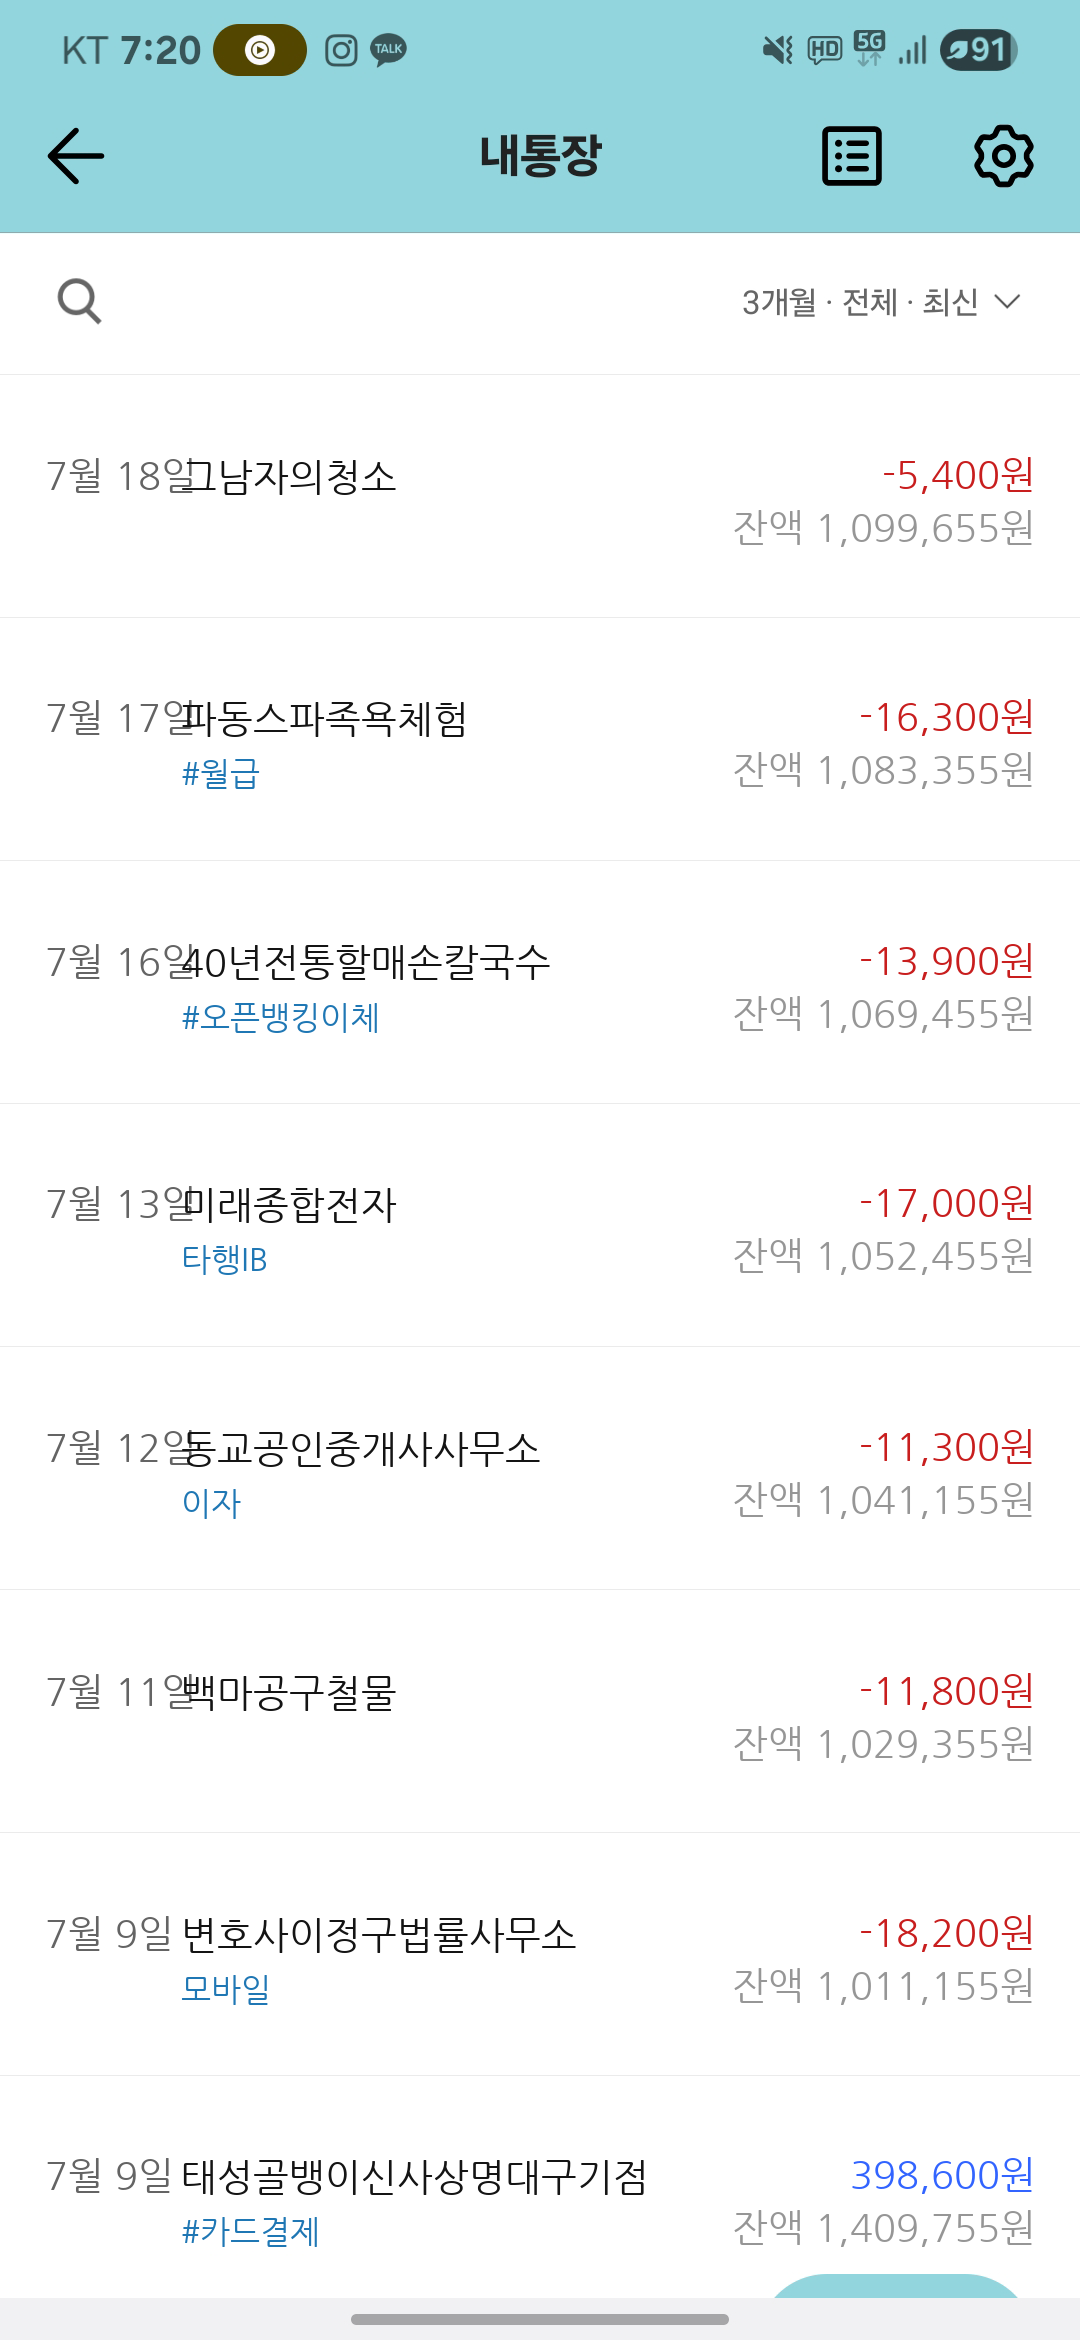 KT 7:20 TALK HD 5G 91
내통장
3개월 · 전체 · 최신
7월 18일 그남자의청소 -5,400원
잔액 1,099,655원
7월 17일 파동스파족욕체험 -16,300원
#월급 잔액 1,083,355원
7월 16일 40년전통할매손칼국수 -13,900원
#오픈뱅킹이체 잔액 1,069,455원
7월 13일 미래종합전자 -17,000원
타행IB 잔액 1,052,455원
7월 12일 동교공인중개사사무소 -11,300원
이자 잔액 1,041,155원
7월 11일 백마공구철물 -11,800원
잔액 1,029,355원
7월 9일 변호사이정구법률사무소 -18,200원
모바일 잔액 1,011,155원
7월 9일 태성골뱅이신사상명대구기점 398,600원
#카드결제 잔액 1,409,755원